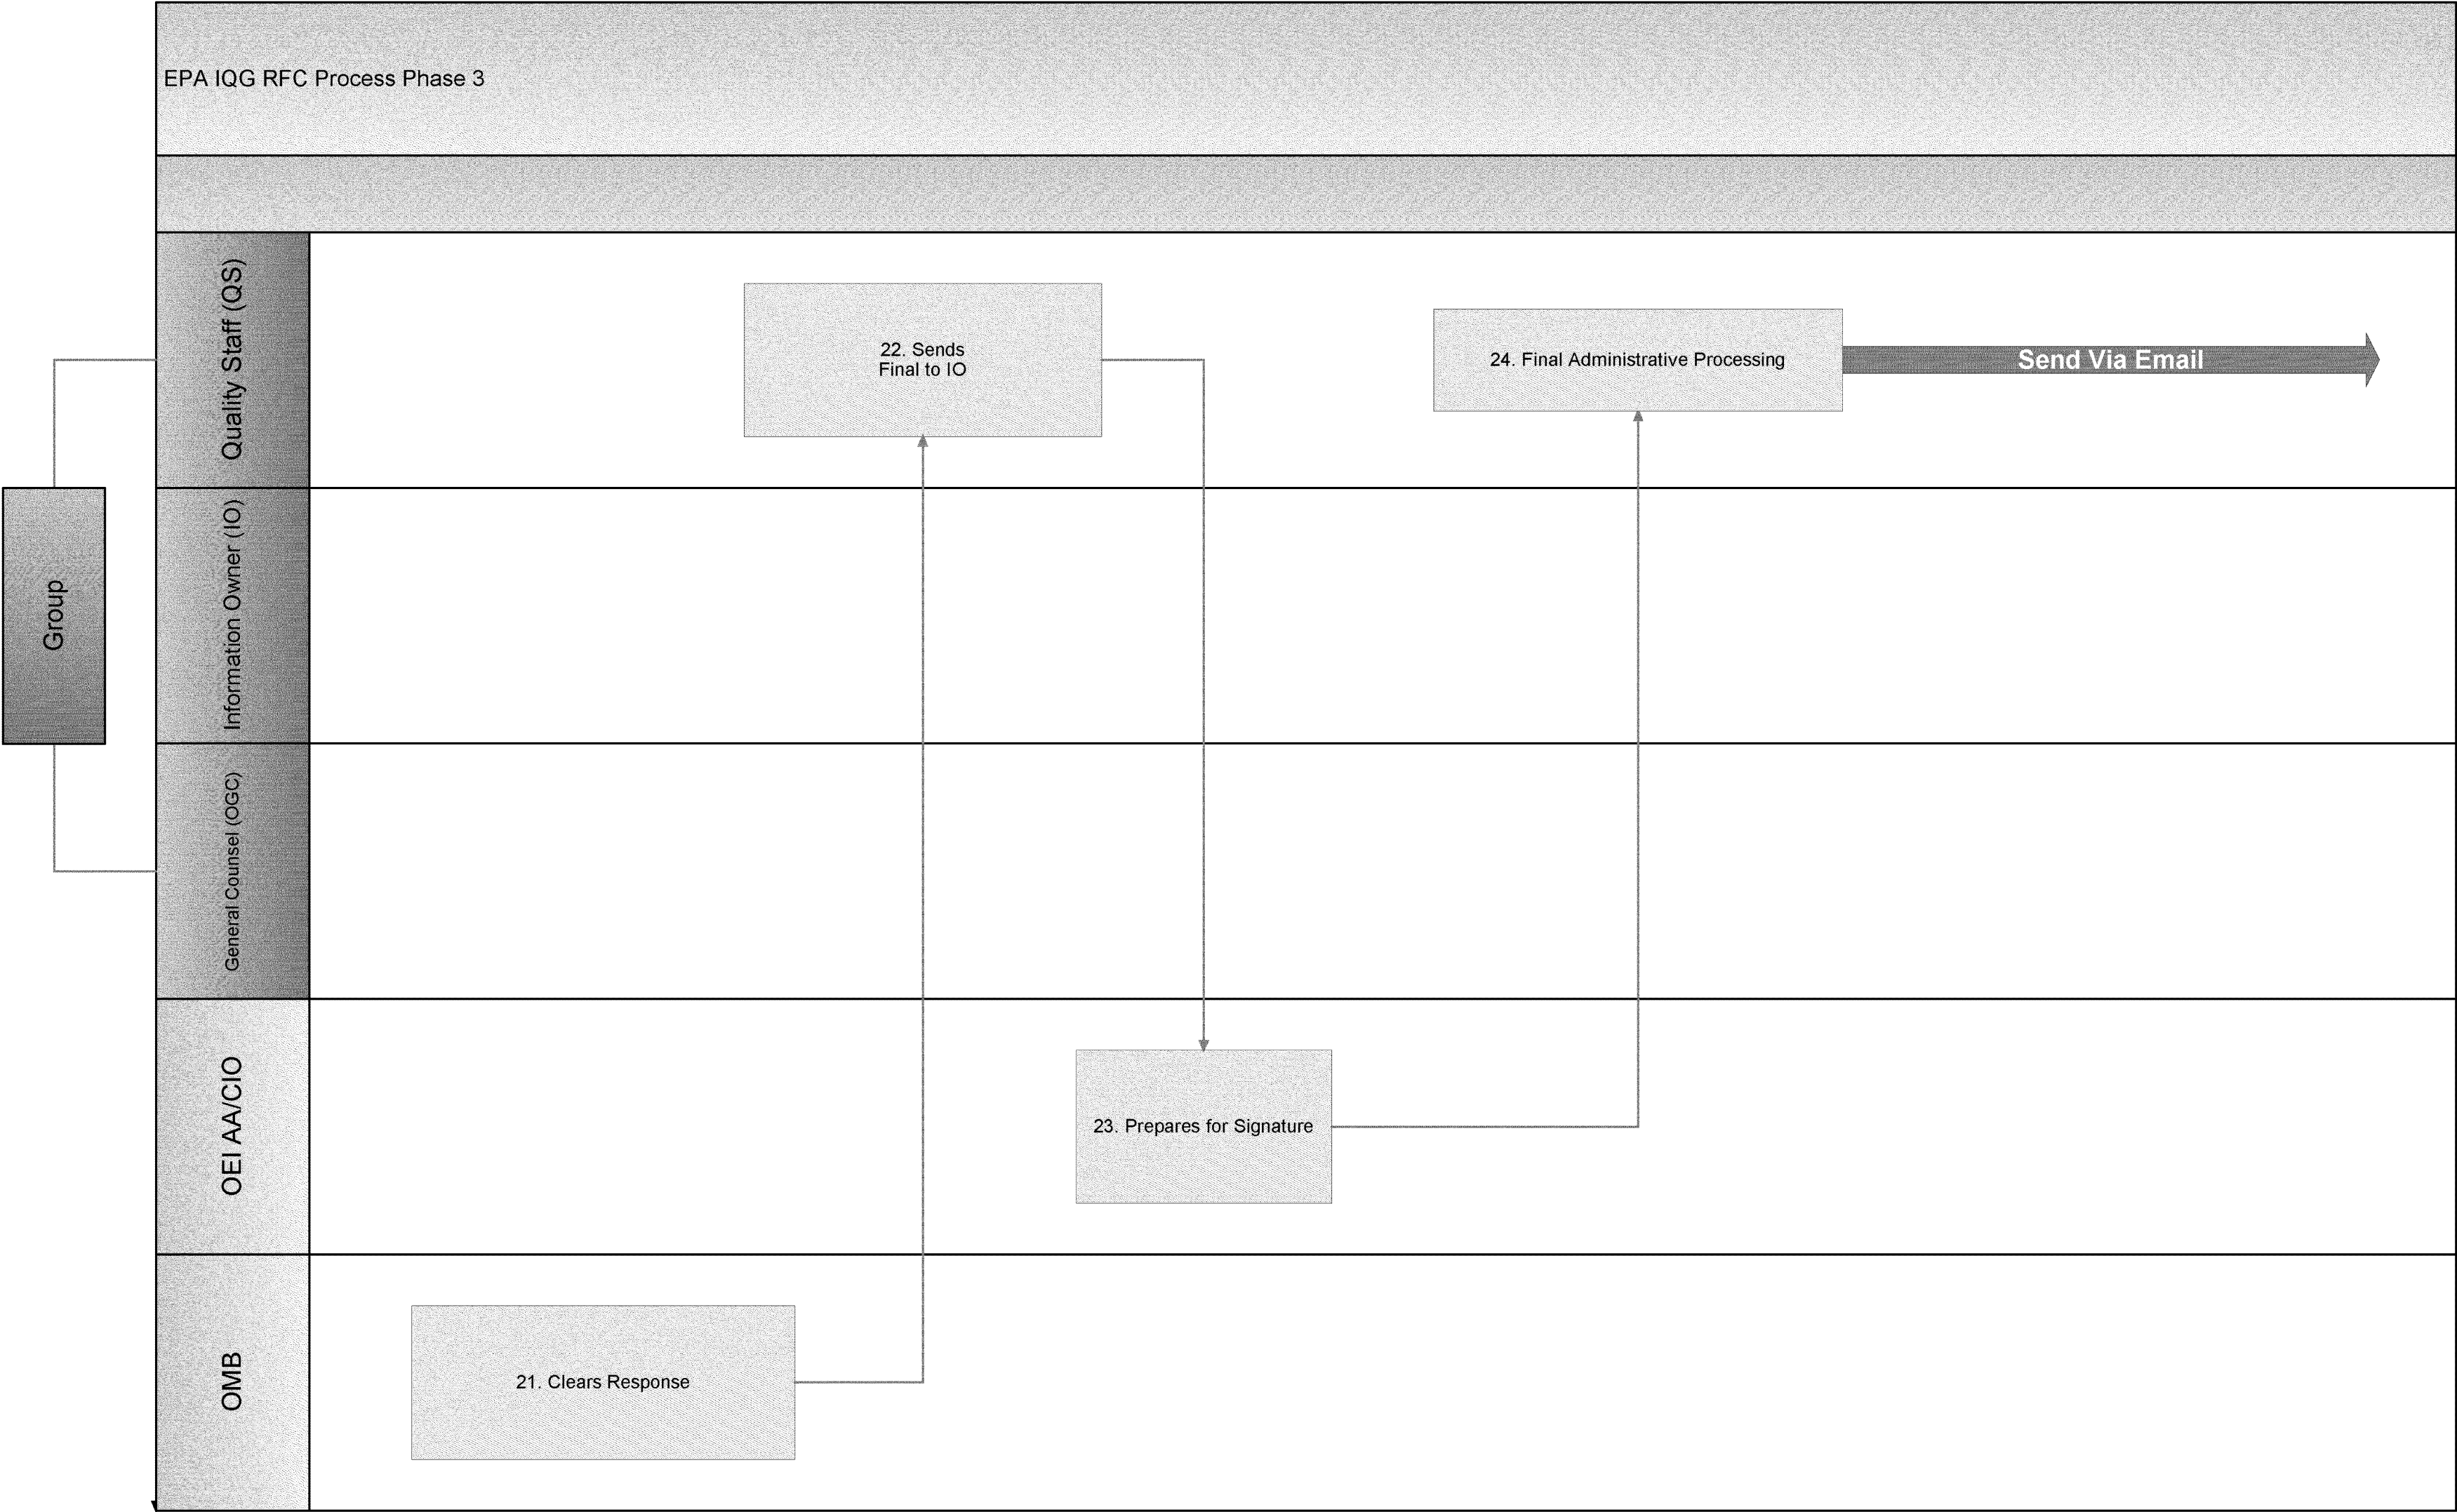 EPA IQG RFC Process Phase 3
Group
Quality Staff (QS)
22. Sends
Final to IO
24. Final Administrative Processing
Send Via Email
Information Owner (IO)
General Counsel (OGC)
OEI AA/CIO
23. Prepares for Signature
OMB
21. Clears Response